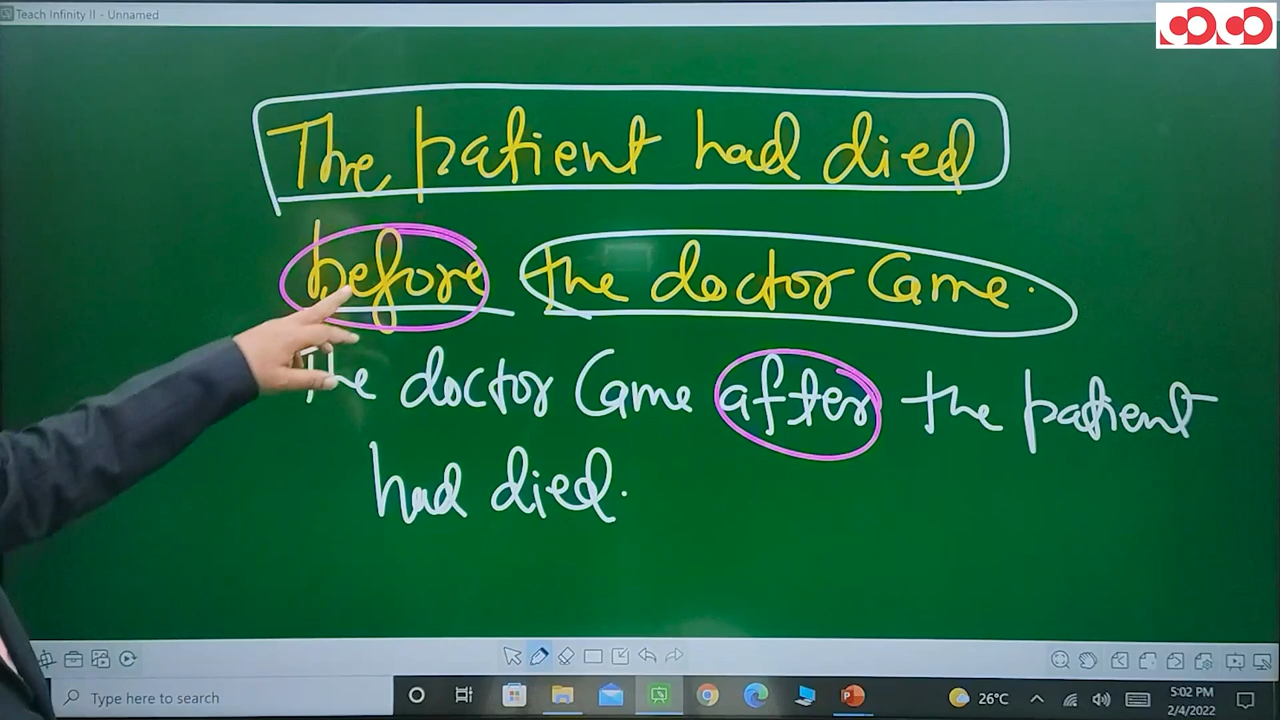 Teach Infinity II - Unnamed
The patient had died
before the doctor came.
The doctor came after the patient
had died.
Type here to search
26°C
5:02 PM
2/4/2022